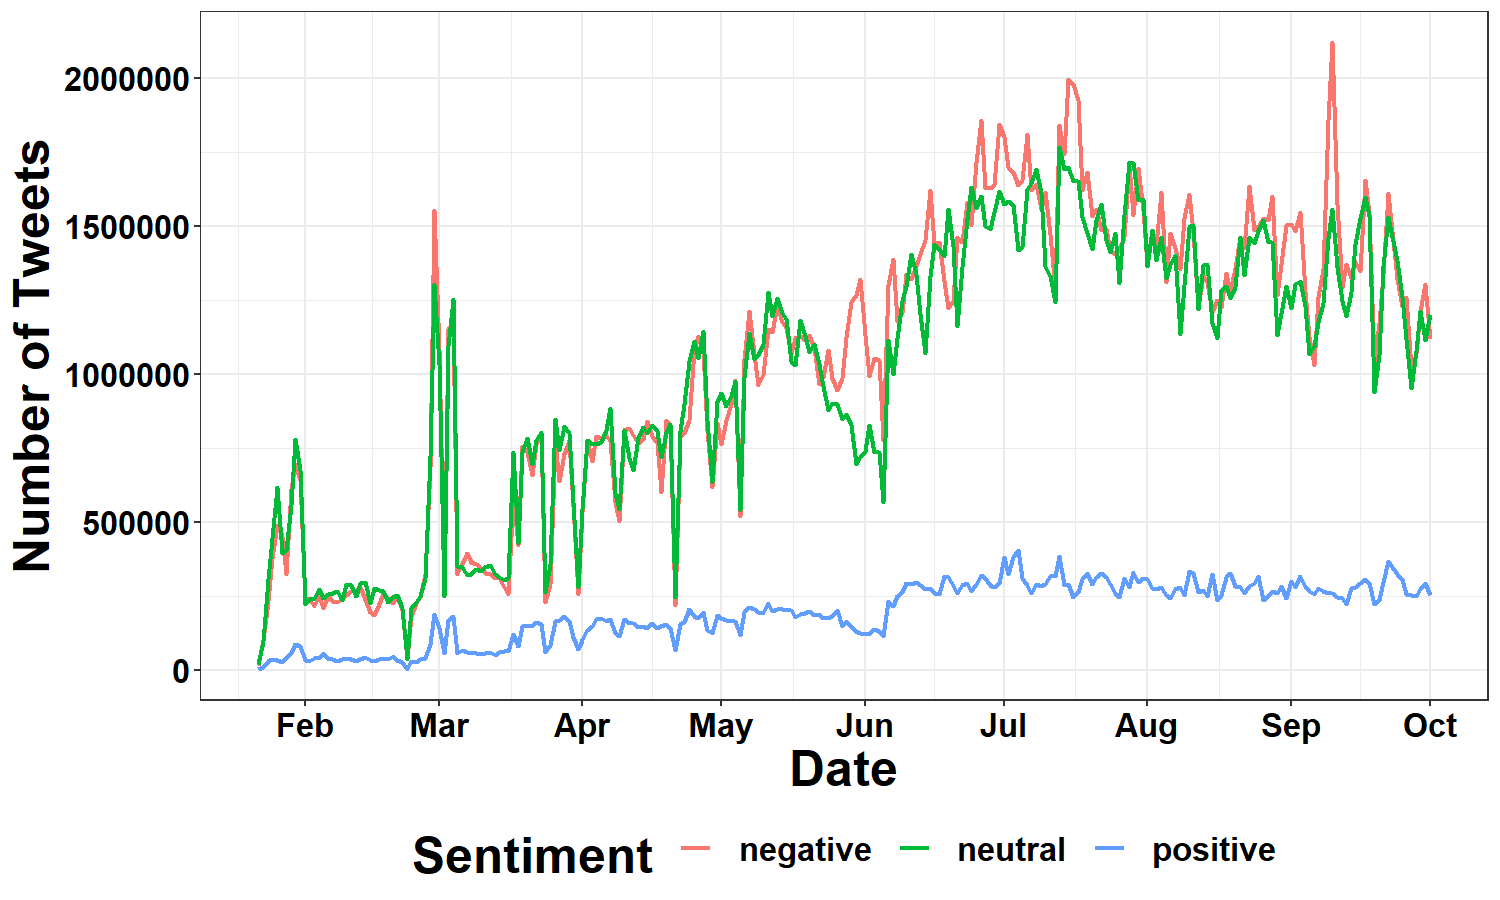 Number of Tweets
2000000
1500000
1000000
500000
0
Feb Mar Apr May Jun Jul Aug Sep Oct
Date
Sentiment negative neutral positive